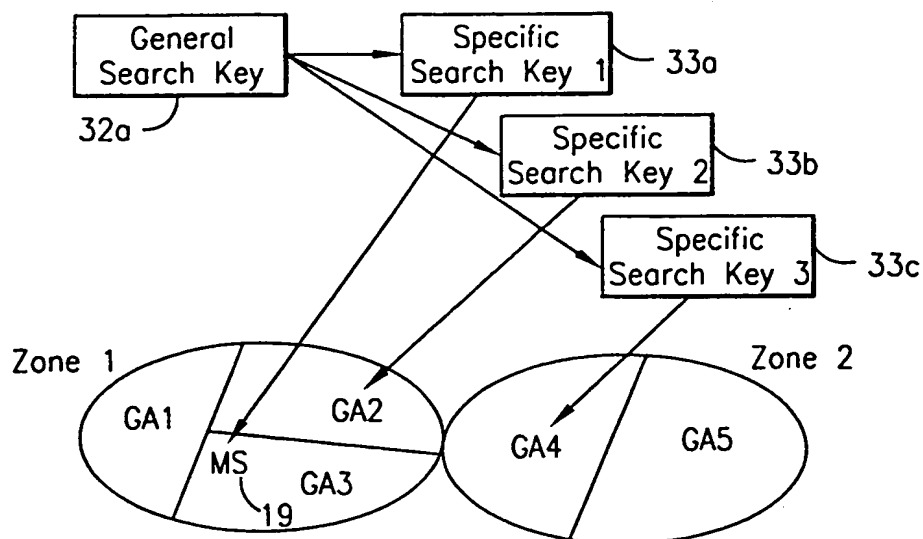 General
Search Key
32a
Specific
Search Key 1
33a
Specific
Search Key 2
33b
Specific
Search Key 3
33c
Zone 1
Zone 2
GA1
GA2
MS
GA3
19
GA4
GA5